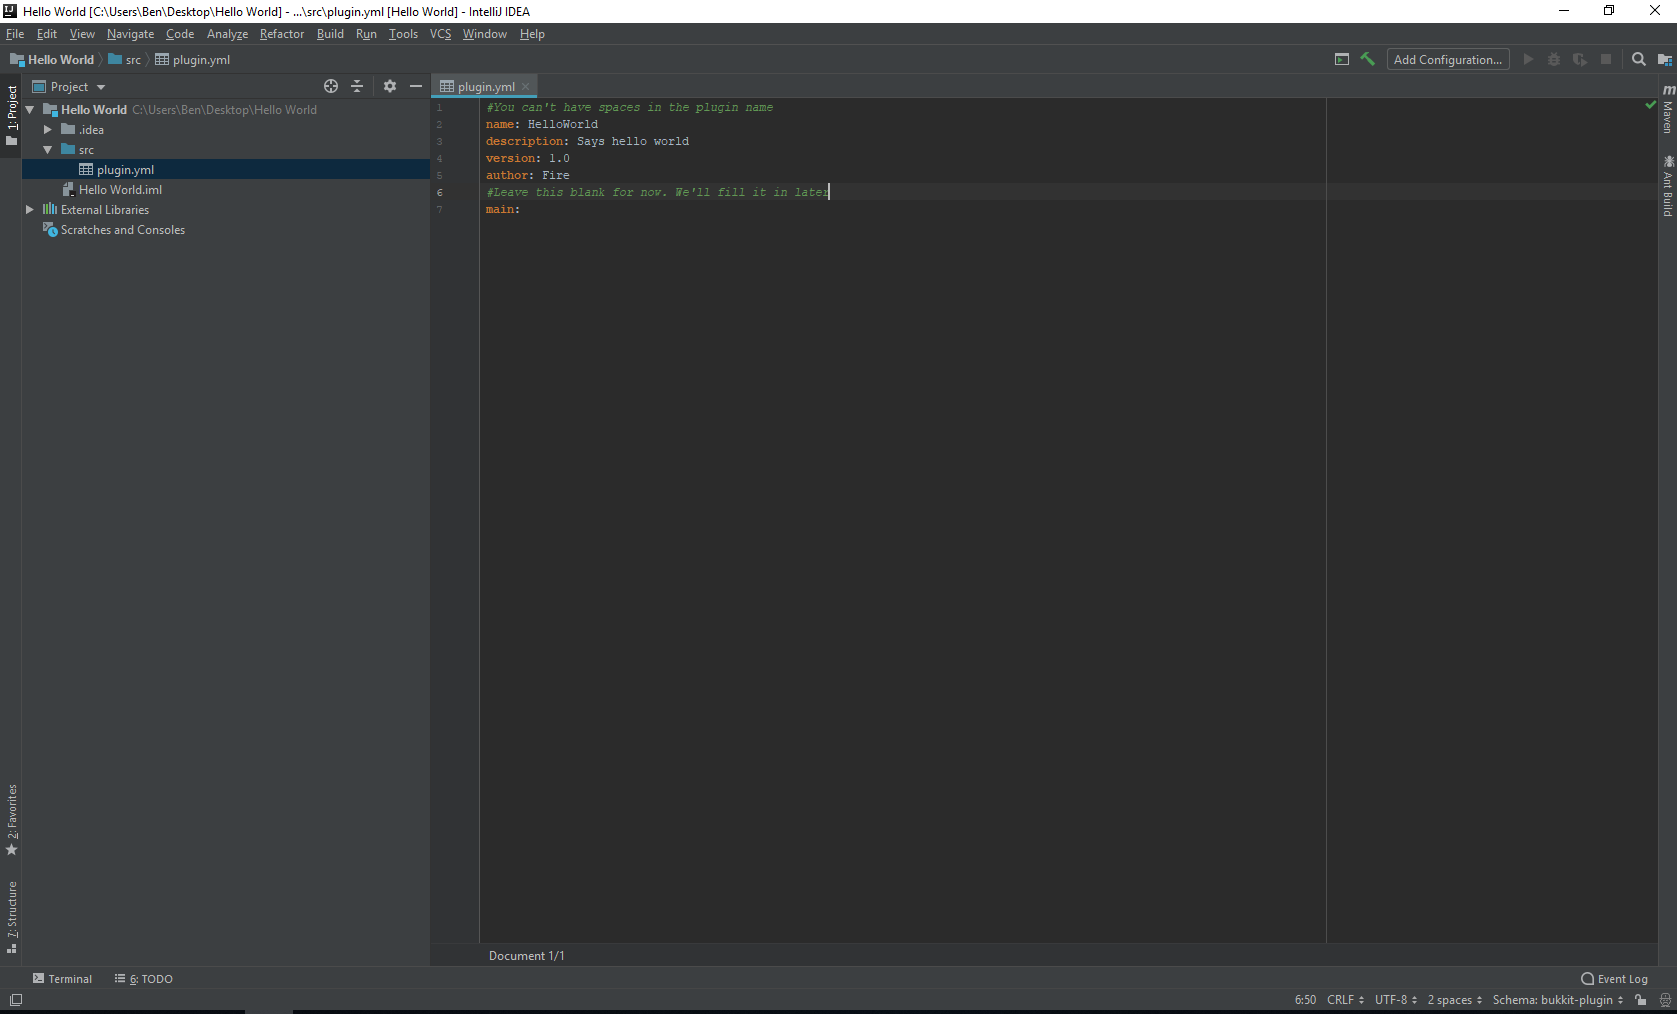 Hello World [C:\Users\Ben\Desktop\Hello World] - ...\src\plugin.yml [Hello World] - IntelliJ IDEA
File Edit View Navigate Code Analyze Refactor Build Run Tools VCS Window Help
Hello World src plugin.yml Add Configuration...
1: Project
Project
plugin.yml
Hello World C:\Users\Ben\Desktop\Hello World
.idea
src
plugin.yml
Hello World.iml
External Libraries
Scratches and Consoles
1 #You can't have spaces in the plugin name
2 name: HelloWorld
3 description: Says hello world
4 version: 1.0
5 author: Fire
6 #Leave this blank for now. We'll fill it in later
7 main:
Maven
Ant Build
2: Favorites
7: Structure
Document 1/1
Terminal 6: TODO Event Log
6:50 CRLF UTF-8 2 spaces Schema: bukkit-plugin